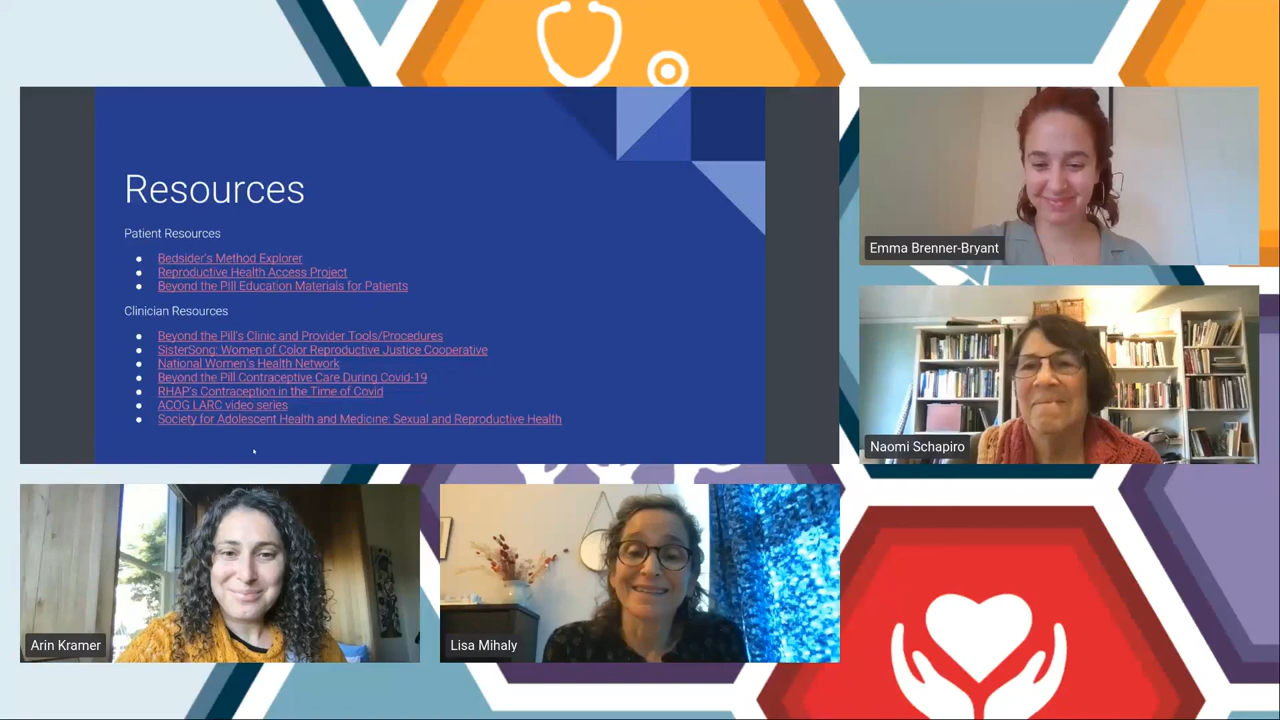 Resources
Patient Resources
Bedsider's Method Explorer
Reproductive Health Access Project
Beyond the Pill Education Materials for Patients
Clinician Resources
Beyond the Pill's Clinic and Provider Tools/Procedures
SisterSong: Women of Color Reproductive Justice Cooperative
National Women's Health Network
Beyond the Pill Contraceptive Care During Covid-19
RHAP's Contraception in the Time of Covid
ACOG LARC video series
Society for Adolescent Health and Medicine: Sexual and Reproductive Health
Emma Brenner-Bryant
Naomi Schapiro
Arin Kramer
Lisa Mihaly